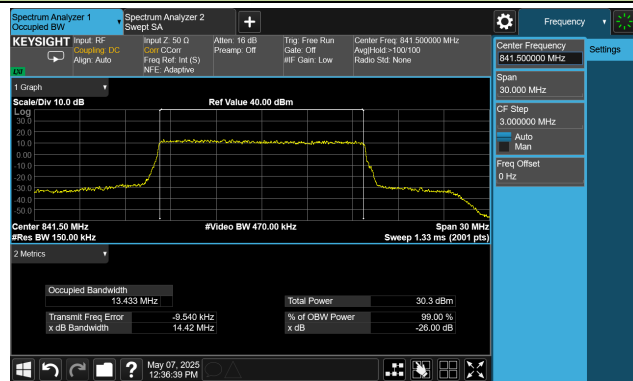 Spectrum Analyzer 1
Occupied BW
Spectrum Analyzer 2
Swept SA
Frequency
KEYSIGHT
Input: RF
Coupling: DC
Align: Auto
Input Z: 50 Ω
Corr CCorr
Freq Ref: Int (S)
NFE: Adaptive
Atten: 16 dB
Preamp: Off
Trig: Free Run
Gate: Off
#IF Gain: Low
Center Freq: 841.500000 MHz
Avg|Hold:>100/100
Radio Std: None
LXI
Center Frequency
841.500000 MHz
Settings
Span
30.000 MHz
CF Step
3.000000 MHz
Auto
Man
Freq Offset
0 Hz
1 Graph
Scale/Div 10.0 dB
Ref Value 40.00 dBm
Log
30.0
20.0
10.0
0.00
-10.0
-20.0
-30.0
-40.0
-50.0
Center 841.50 MHz
#Video BW 470.00 kHz
Span 30 MHz
#Res BW 150.00 kHz
Sweep 1.33 ms (2001 pts)
2 Metrics
Occupied Bandwidth
13.433 MHz
Total Power
30.3 dBm
Transmit Freq Error
-9.540 kHz
% of OBW Power
99.00 %
x dB Bandwidth
14.42 MHz
x dB
-26.00 dB
?
May 07, 2025
12:36:39 PM